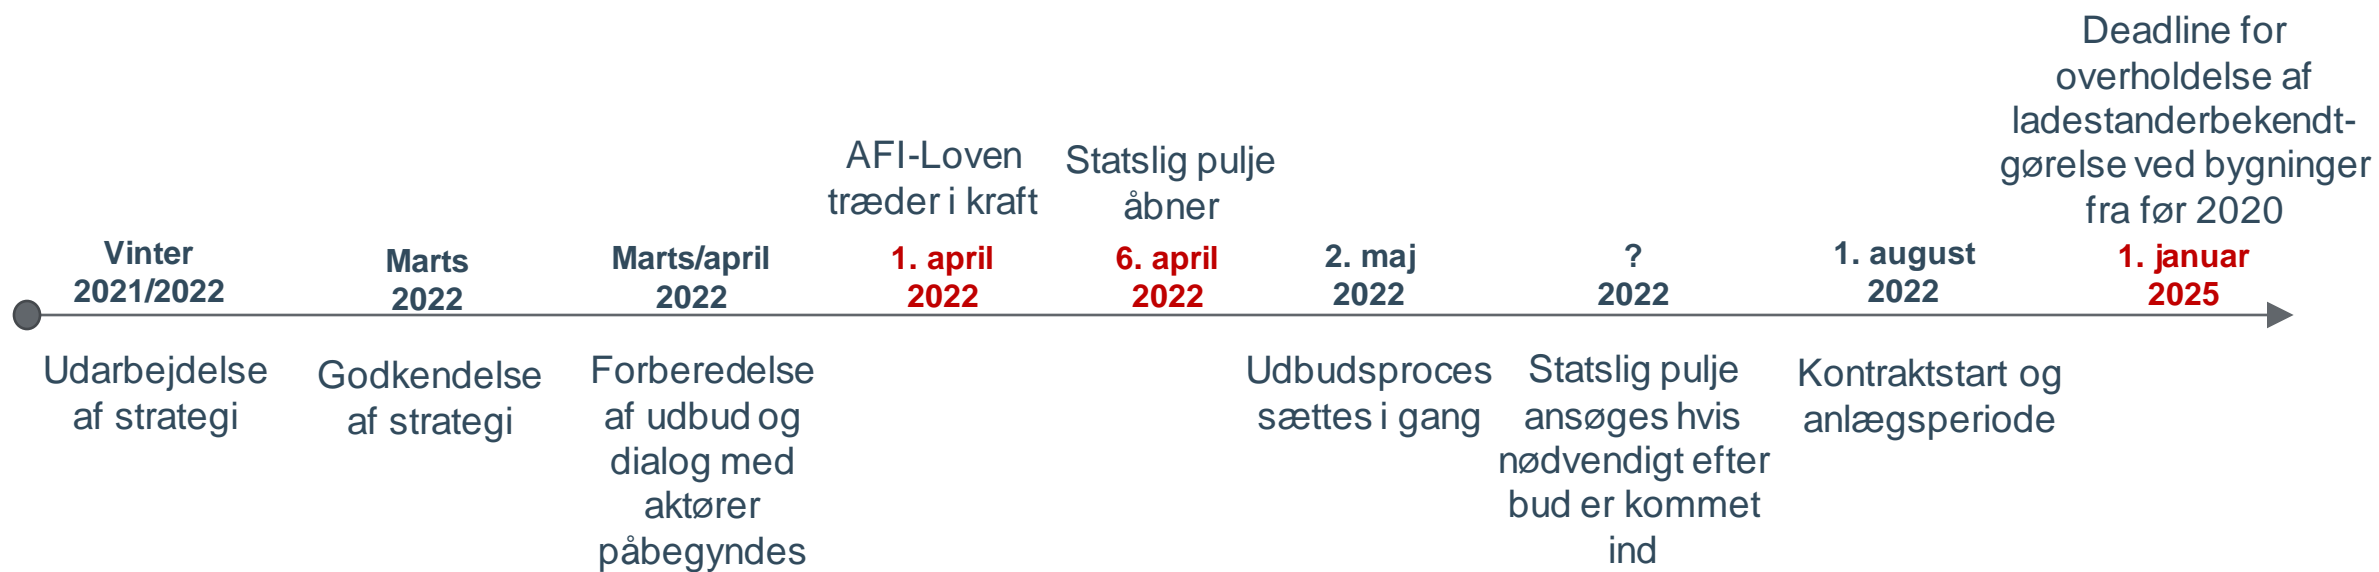 Vinter
2021/2022
Udarbejdelse
af strategi
Marts
2022
Godkendelse
af strategi
Marts/april
2022
Forberedelse
af udbud og
dialog med
aktører
påbegyndes
AFI-Loven
træder i kraft
1. april
2022
Statslig pulje
åbner
6. april
2022
2. maj
2022
Udbudsproces
sættes i gang
?
2022
Statslig pulje
ansøges hvis
nødvendigt efter
bud er kommet
ind
1. august
2022
Kontraktstart og
anlægsperiode
Deadline for
overholdelse af
ladestanderbekendt-
gørelse ved bygninger
fra før 2020
1. januar
2025